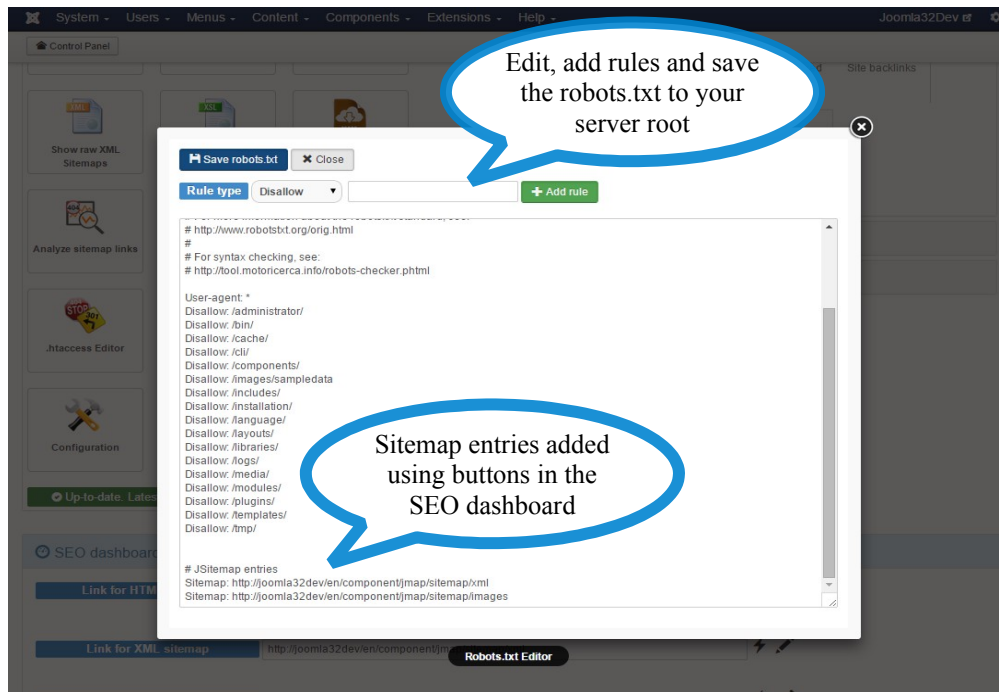 System Users Menus Content Components Extensions Help Joomla32Dev
Control Panel
Edit, add rules and save
the robots.txt to your
server root
Site backlinks
XML
XSL
Show raw XML
Sitemaps
Save robots.txt
Close
Rule type
Disallow
Add rule
# http://www.robotstxt.org/orig.html
#
# For syntax checking, see:
# http://tool.motoricerca.info/robots-checker.phtml
Analyze sitemap links
User-agent: *
Disallow: /administrator/
Disallow: /bin/
Disallow: /cache/
Disallow: /cli/
Disallow: /components/
Disallow: /images/sampledata
Disallow: /includes/
Disallow: /installation/
Disallow: /language/
Disallow: /layouts/
Disallow: /libraries/
Disallow: /logs/
Disallow: /media/
Disallow: /modules/
Disallow: /plugins/
Disallow: /templates/
Disallow: /tmp/
STOP
301
.htaccess Editor
Configuration
Sitemap entries added
using buttons in the
SEO dashboard
Up-to-date.
SEO dashboard
# JSitemap entries
Sitemap: http://joomla32dev/en/component/jmap/sitemap/xml
Sitemap: http://joomla32dev/en/component/jmap/sitemap/images
Link for
Link for XML sitemap
http://joomla32dev/en/component/
Robots.txt Editor